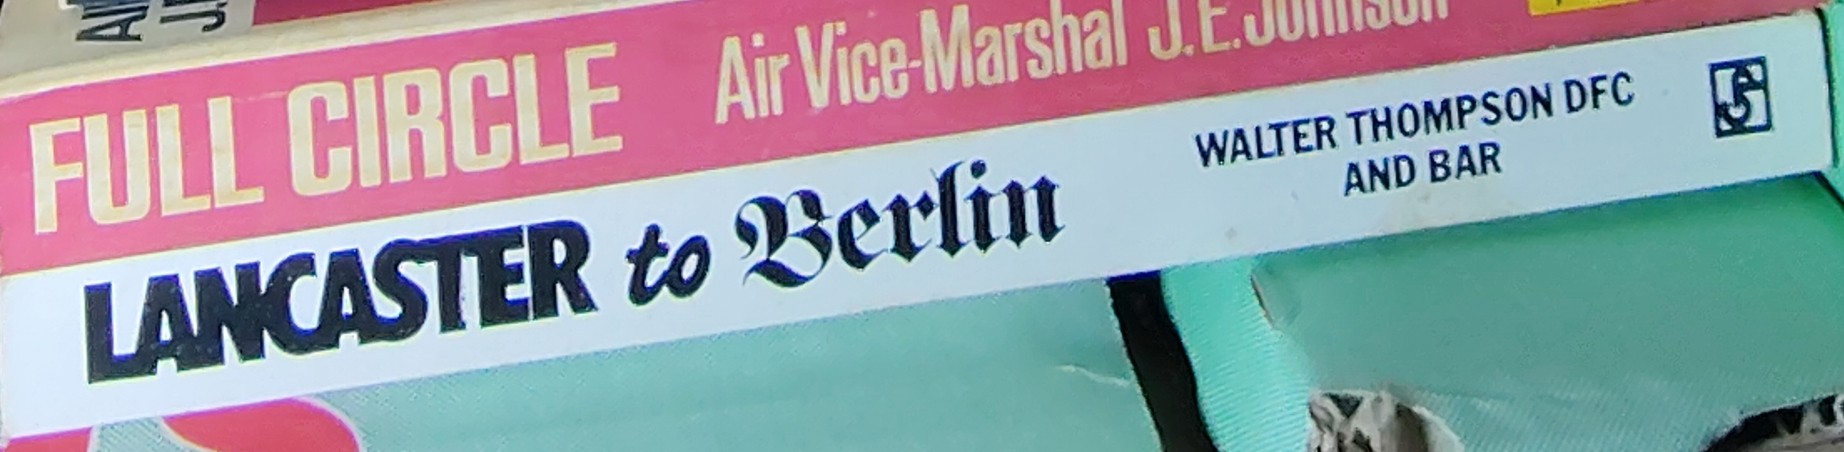 FULL CIRCLE Air Vice-Marshal J.E.Johnson
LANCASTER to Berlin WALTER THOMPSON DFC
AND BAR